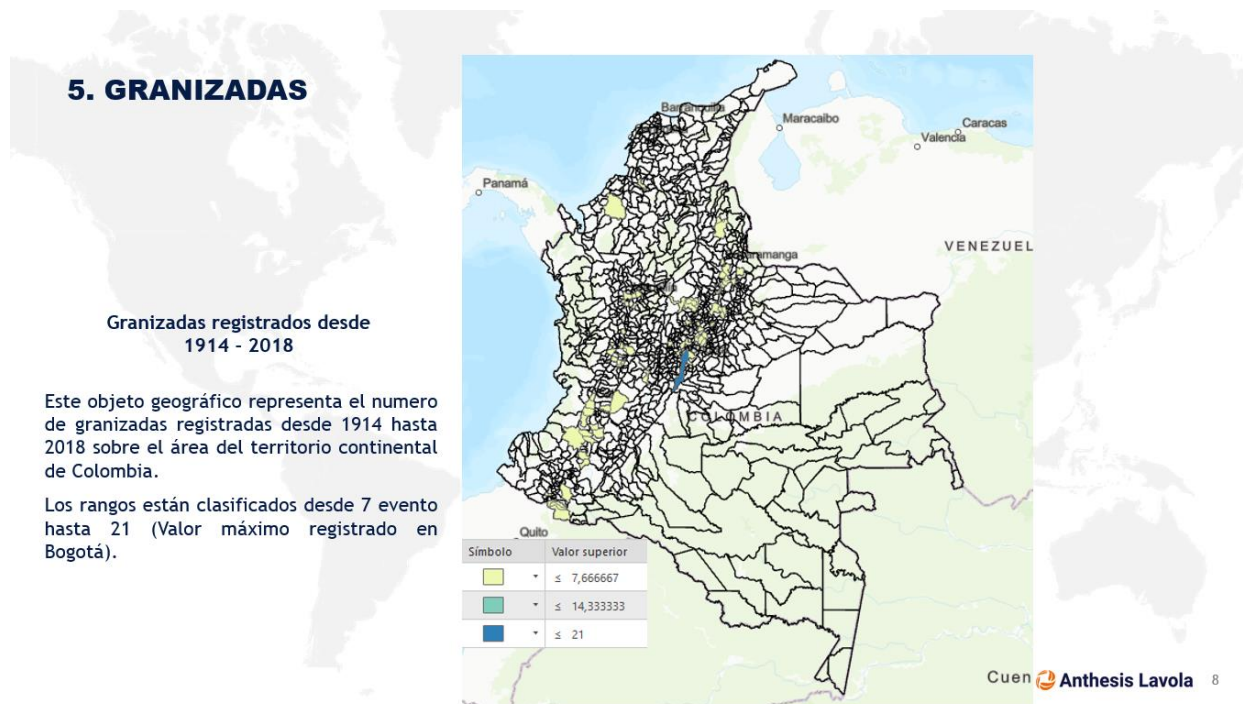 5. GRANIZADAS
Granizadas registrados desde
1914 - 2018
Este objeto geográfico representa el numero
de granizadas registradas desde 1914 hasta
2018 sobre el área del territorio continental
de Colombia.
Los rangos están clasificados desde 7 evento
hasta 21 (Valor máximo registrado en
Bogotá).
Barranquilla
Maracaibo
Caracas
Valencia
Panamá
VENEZUEL
ramanga
COLOMBIA
Quito
Símbolo Valor superior
≤ 7,666667
≤ 14,333333
≤ 21
Cuen
Anthesis Lavola 8